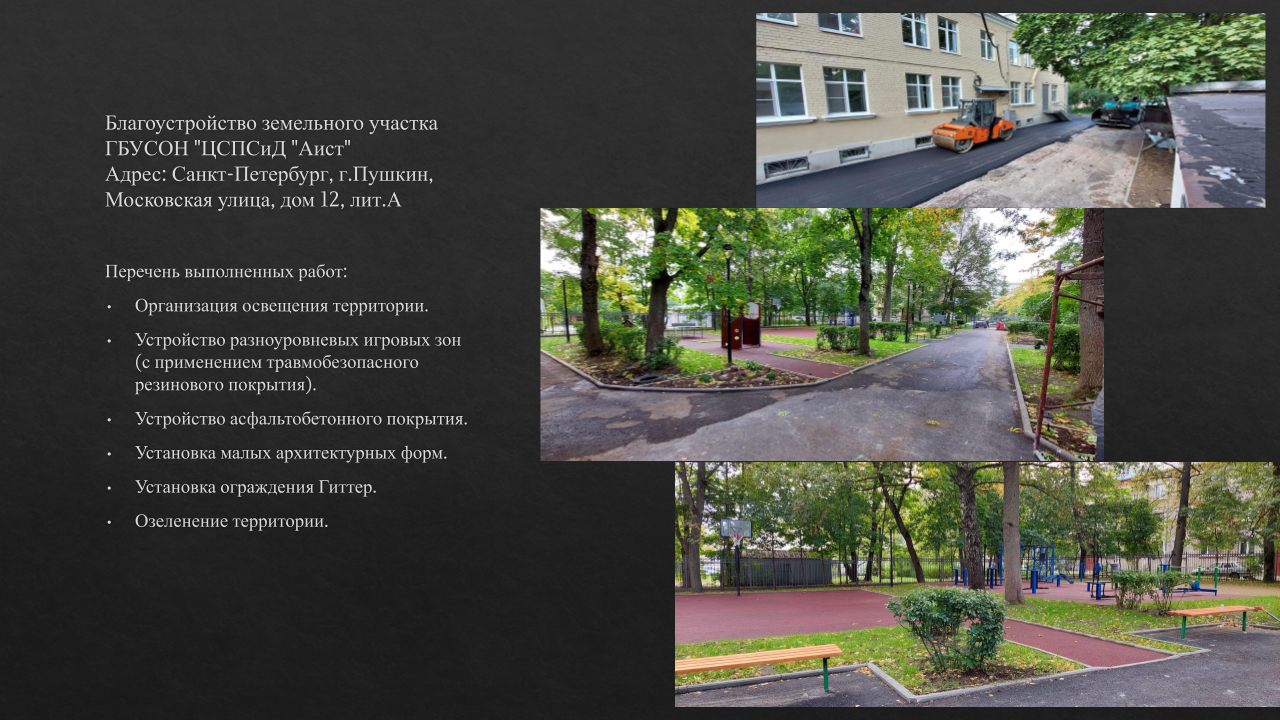 Благоустройство земельного участка
ГБУСОН "ЦСПСиД "Аист"
Адрес: Санкт-Петербург, г.Пушкин,
Московская улица, дом 12, лит.А
Перечень выполненных работ:
• Организация освещения территории.
• Устройство разноуровневых игровых зон
(с применением травмобезопасного
резинового покрытия).
• Устройство асфальтобетонного покрытия.
• Установка малых архитектурных форм.
• Установка ограждения Гиттер.
• Озеленение территории.